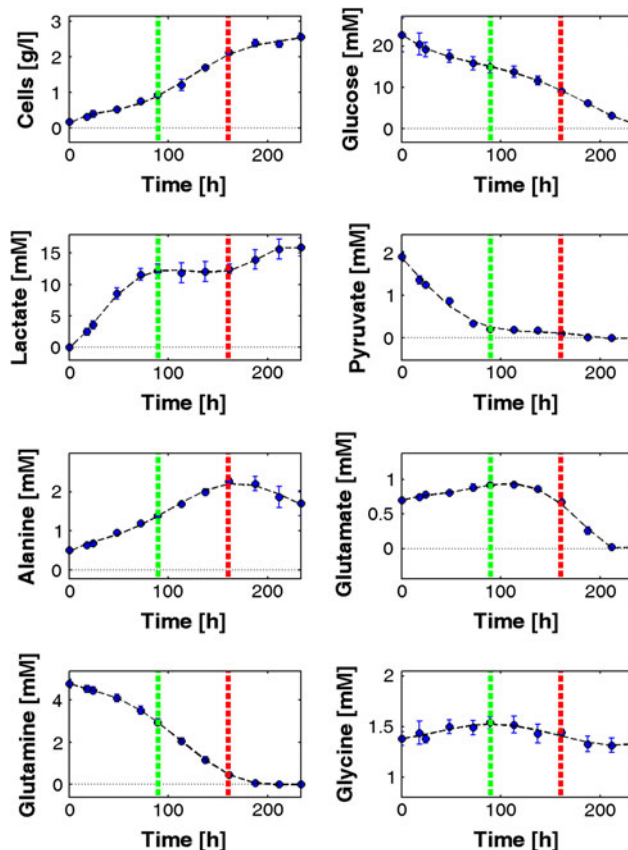 Cells [g/l]
3
2
1
0
0 100 200
Time [h]
Glucose [mM]
20
10
0
0 100 200
Time [h]
Lactate [mM]
15
10
5
0
0 100 200
Time [h]
Pyruvate [mM]
2
1
0
0 100 200
Time [h]
Alanine [mM]
2
1
0
0 100 200
Time [h]
Glutamate [mM]
1
0.5
0
0 100 200
Time [h]
Glutamine [mM]
4
2
0
0 100 200
Time [h]
Glycine [mM]
2
1.5
1
0 100 200
Time [h]